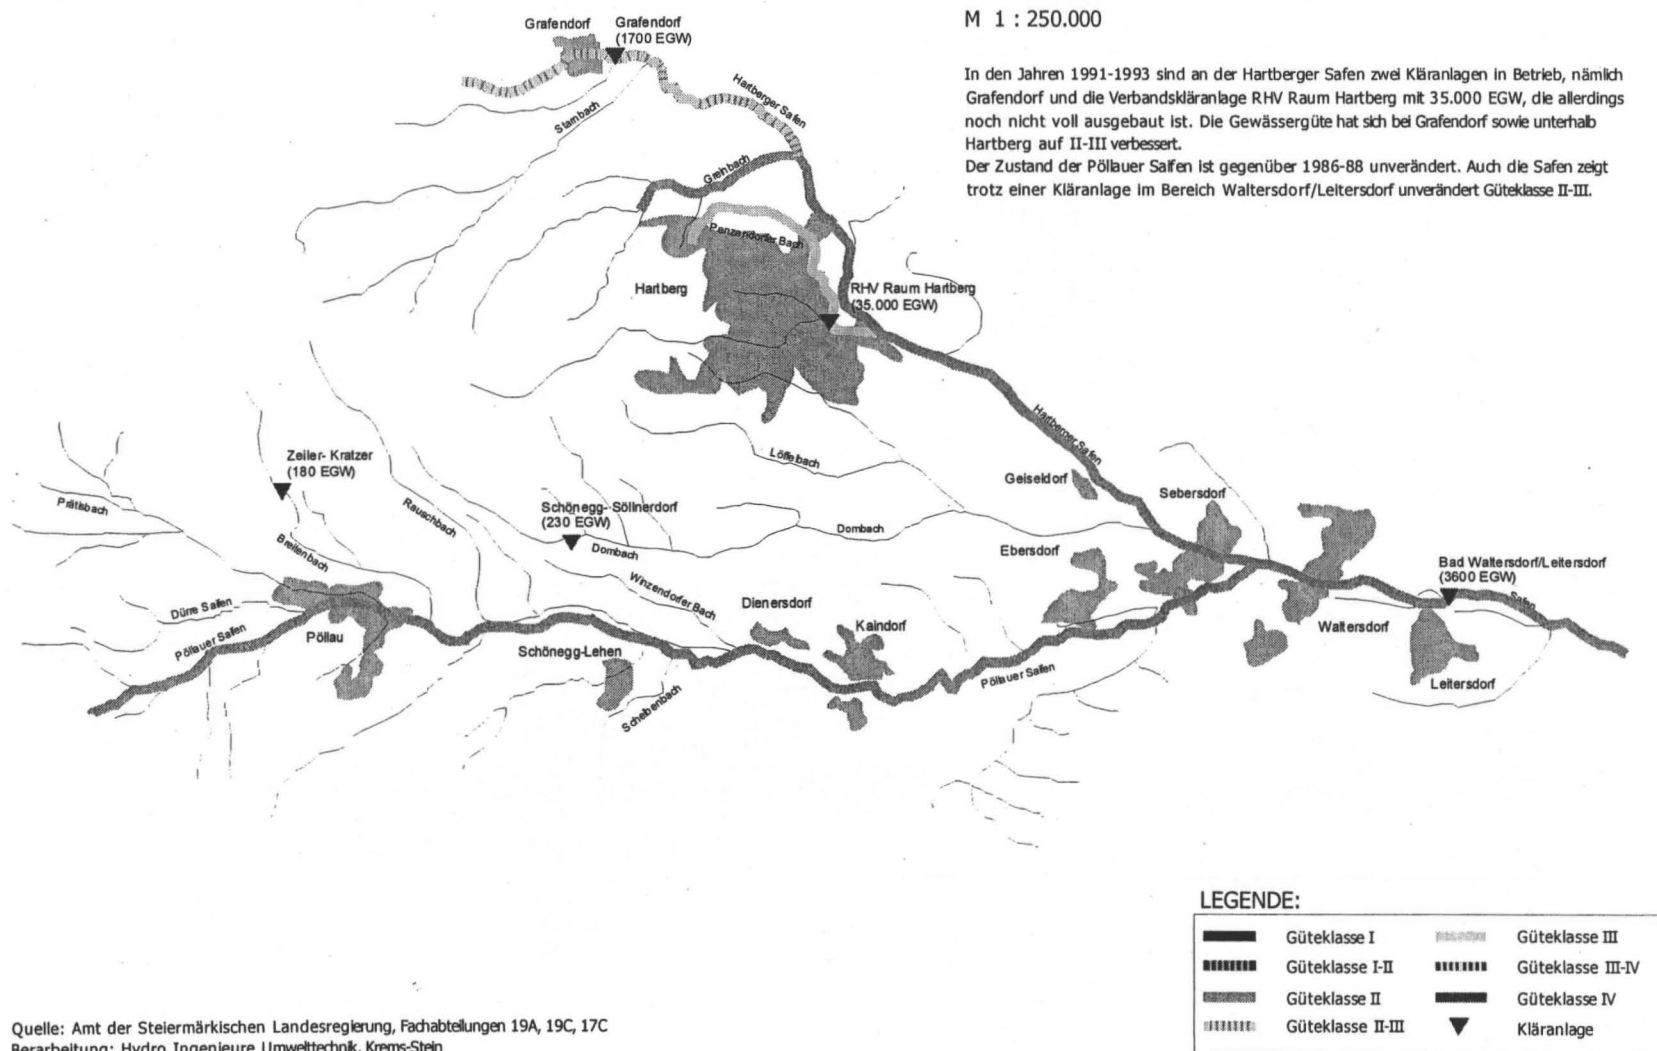 M 1 : 250.000
In den Jahren 1991-1993 sind an der Hartberger Safen zwei Kläranlagen in Betrieb, nämlich
Grafendorf und die Verbandskläranlage RHV Raum Hartberg mit 35.000 EGW, die allerdings
noch nicht voll ausgebaut ist. Die Gewässergüte hat sich bei Grafendorf sowie unterhalb
Hartberg auf II-III verbessert.
Der Zustand der Pöllauer Saifen ist gegenüber 1986-88 unverändert. Auch die Safen zeigt
trotz einer Kläranlage im Bereich Waltersdorf/Leitersdorf unverändert Güteklasse II-III.
Grafendorf
Grafendorf
(1700 EGW)
Hartberger Safen
Stambach
Greinbach
Penzendorfer Bach
Hartberg
RHV Raum Hartberg
(35.000 EGW)
Hartberger Safen
Löffelbach
Zeiler- Kratzer
(180 EGW)
Prätisbach
Rauschbach
Schönegg- Söllnerdorf
(230 EGW)
Dombach
Dombach
Geiseldorf
Sebersdorf
Ebersdorf
Breitenbach
Winzendorfer Bach
Dienersdorf
Kaindorf
Bad Waltersdorf/Leitersdorf
(3600 EGW)
Safen
Dürre Safen
Pöllauer Safen
Pöllau
Schönegg-Lehen
Scheibenbach
Pöllauer Safen
Waltersdorf
Leitersdorf
LEGENDE:
Güteklasse I
Güteklasse III
Güteklasse I-II
Güteklasse III-IV
Güteklasse II
Güteklasse IV
Güteklasse II-III
Kläranlage
Quelle: Amt der Steiermärkischen Landesregierung, Fachabteilungen 19A, 19C, 17C
Berarbeitung: Hydro Ingenieure Umwelttechnik, Krems-Stein